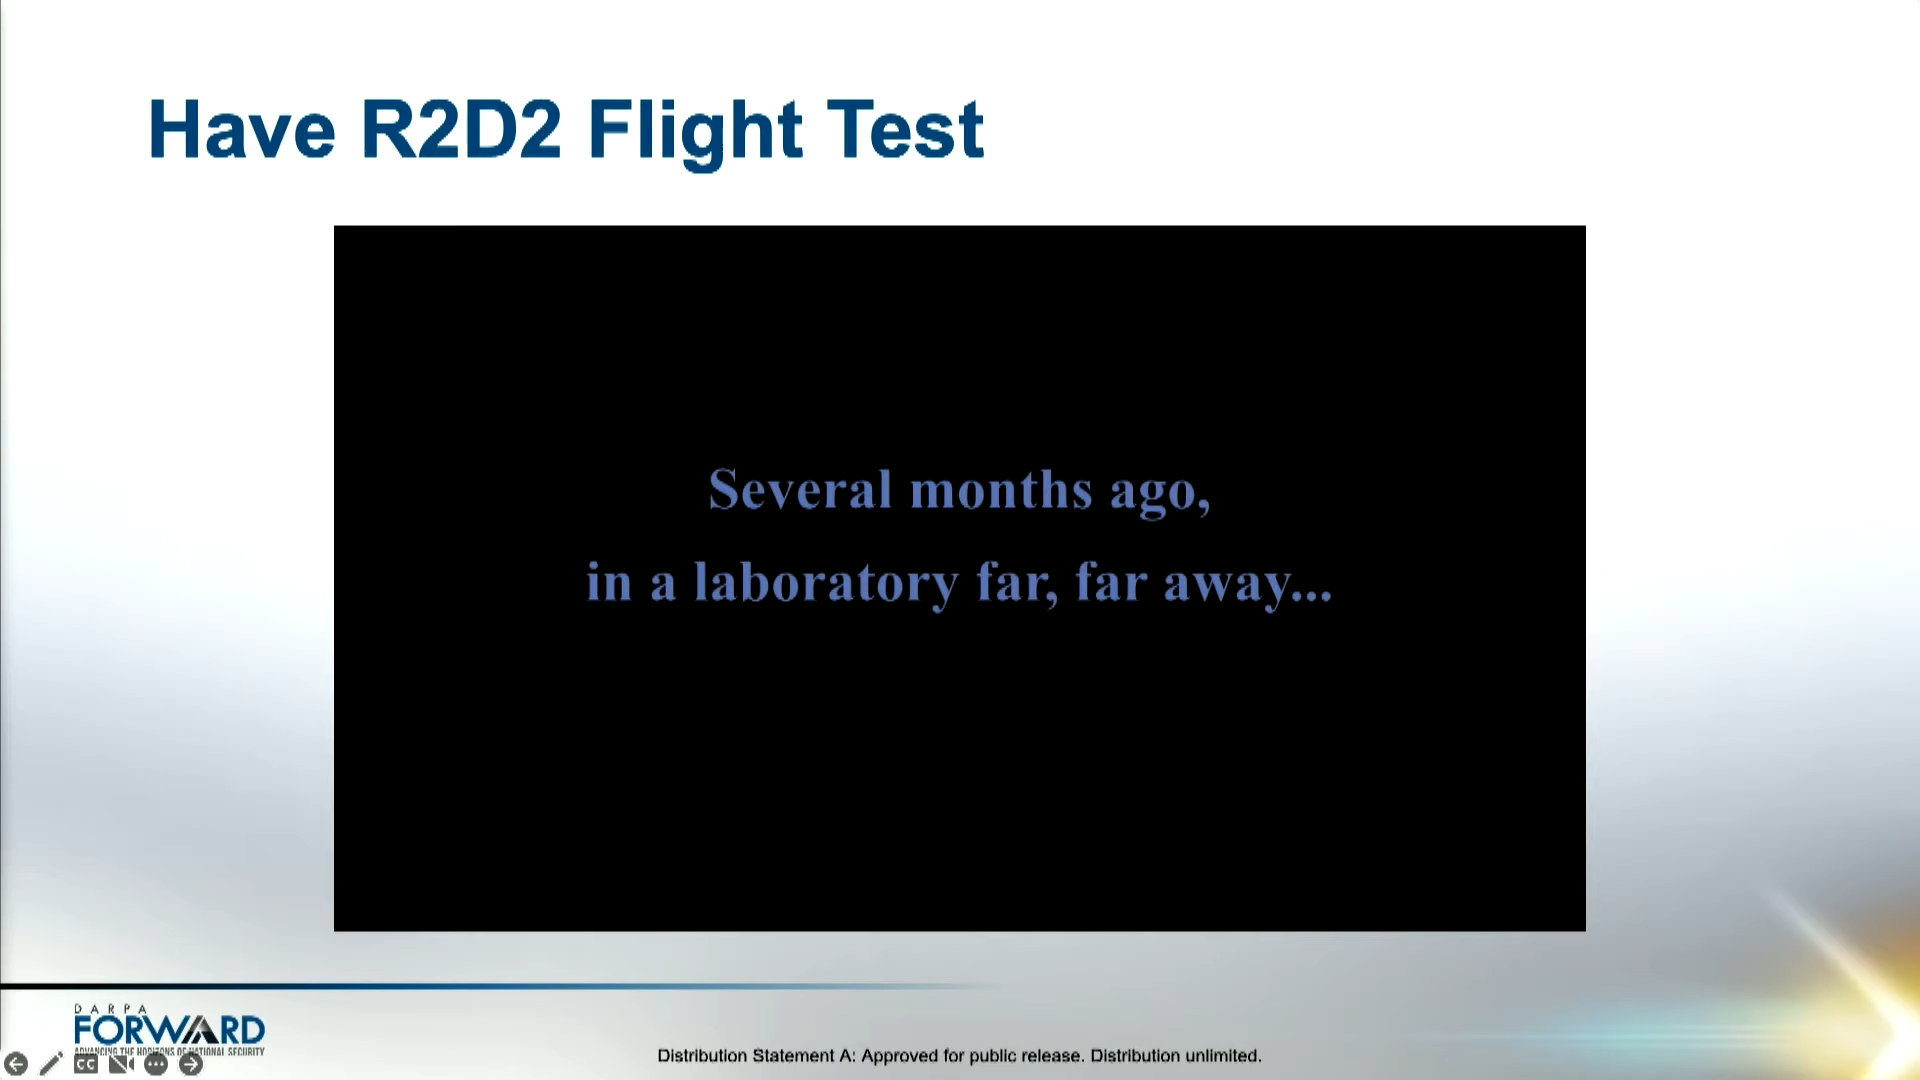 Have R2D2 Flight Test
Several months ago,
in a laboratory far, far away...
DARPA
FORWARD
ADVANCING THE HORIZONS OF NATIONAL SECURITY
CC
Distribution Statement A: Approved for public release. Distribution unlimited.